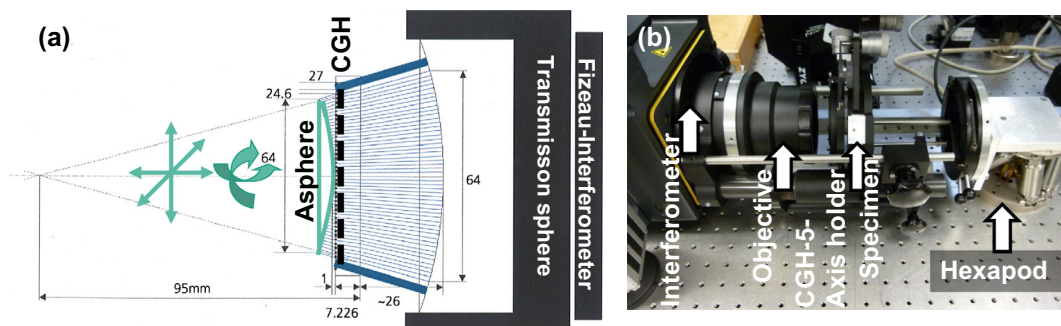 (a)
CGH
27
24.6
64
Asphere
64
95mm
1
7.226
~26
Transmisson sphere
Fizeau-Interferometer
(b)
ZYGO
Interferometer
Objective
CGH-5-
Axis holder
Specimen
Hexapod